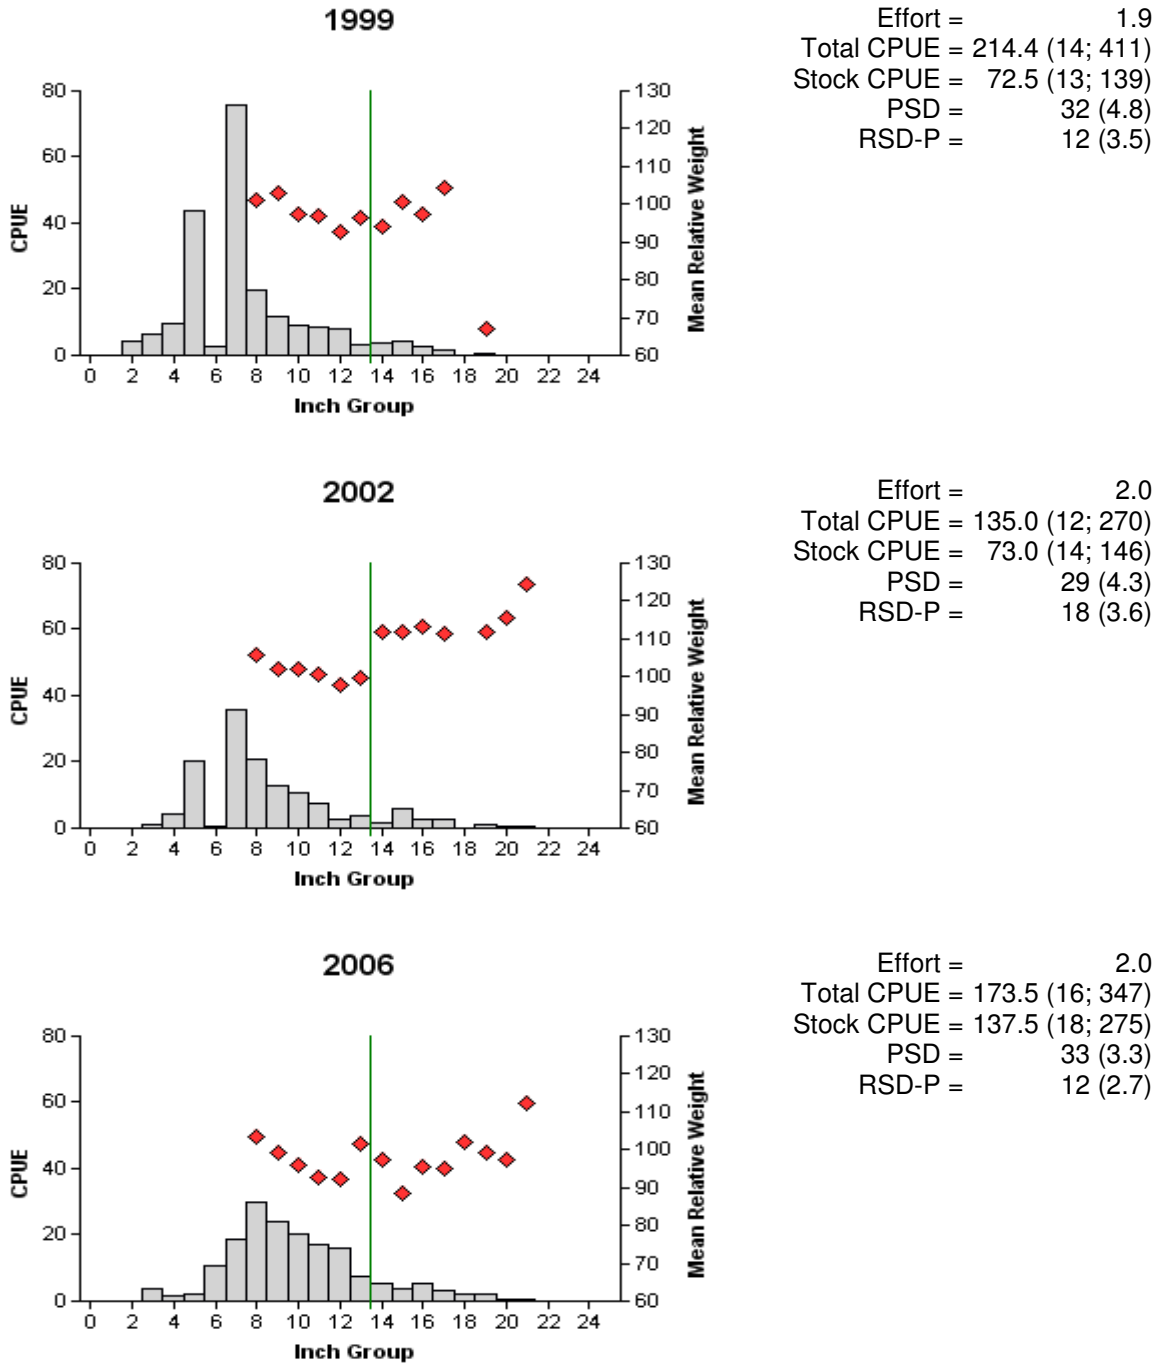 1999
Effort = 1.9
Total CPUE = 214.4 (14; 411)
Stock CPUE = 72.5 (13; 139)
PSD = 32 (4.8)
RSD-P = 12 (3.5)
80
60
40
20
0
CPUE
130
120
110
100
90
80
70
60
Mean Relative Weight
0 2 4 6 8 10 12 14 16 18 20 22 24
Inch Group
2002
Effort = 2.0
Total CPUE = 135.0 (12; 270)
Stock CPUE = 73.0 (14; 146)
PSD = 29 (4.3)
RSD-P = 18 (3.6)
80
60
40
20
0
CPUE
130
120
110
100
90
80
70
60
Mean Relative Weight
0 2 4 6 8 10 12 14 16 18 20 22 24
Inch Group
2006
Effort = 2.0
Total CPUE = 173.5 (16; 347)
Stock CPUE = 137.5 (18; 275)
PSD = 33 (3.3)
RSD-P = 12 (2.7)
80
60
40
20
0
CPUE
130
120
110
100
90
80
70
60
Mean Relative Weight
0 2 4 6 8 10 12 14 16 18 20 22 24
Inch Group